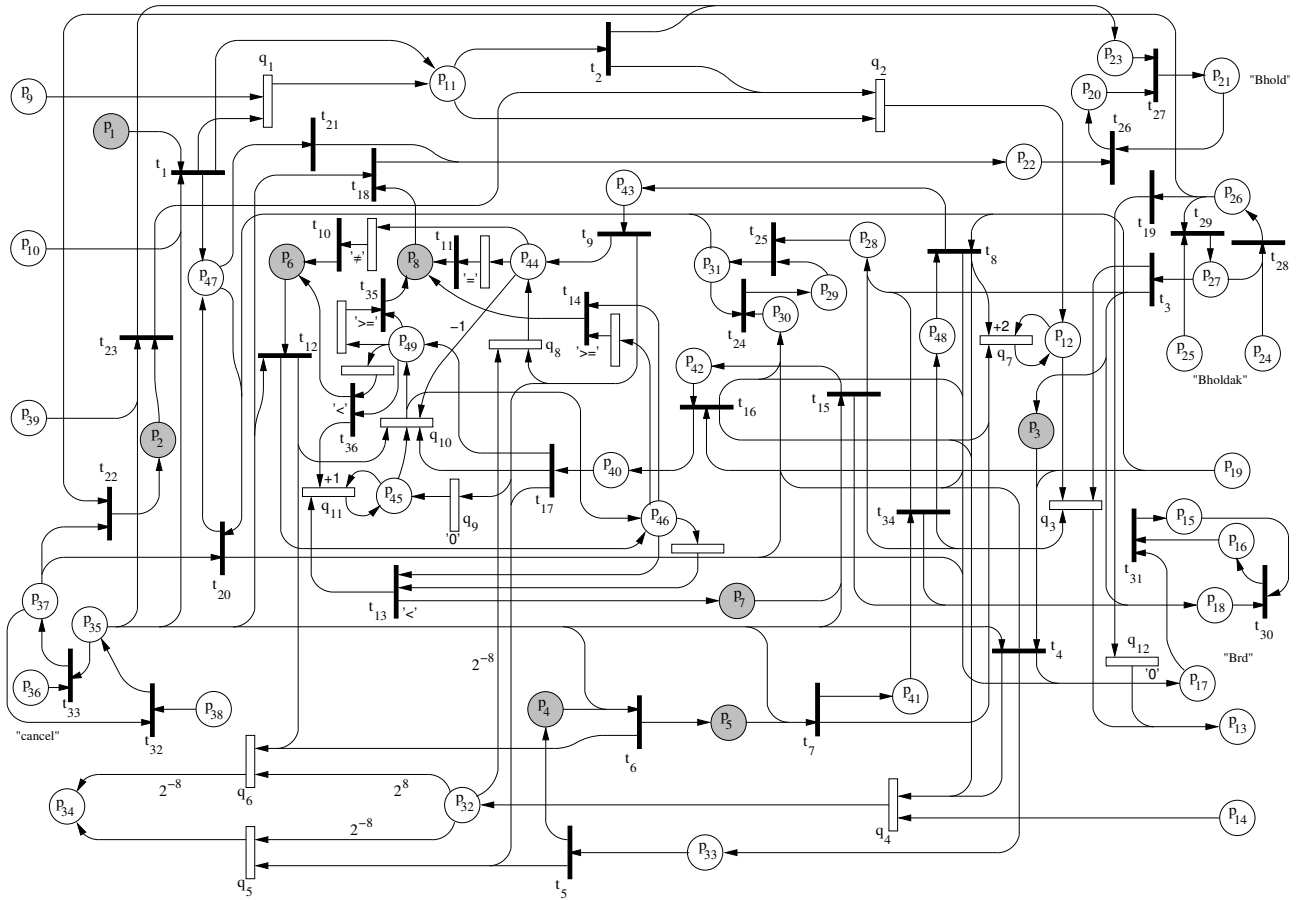 p23
t2
q1
q2
p21
"Bhold"
p9
p11
p20
t27
p1
t21
t26
t1
t18
p22
p43
t19
p26
t29
p10
t10
t11
p44
t9
t25
p28
t8
'≠'
'='
p6
p8
p47
p31
t28
t35
t14
p29
p27
t3
-1
p30
+2
'>='
p48
p12
t23
t12
p49
q8
'>='
t24
q7
p42
p25
p24
"Bholdak"
t15
'<'
t16
p39
t36
q10
p2
p3
t22
+1
p45
p40
p19
q11
q9
t17
'0'
t34
q3
p46
p15
p16
t31
t20
p37
t13
'<'
p7
p18
p35
t30
t4
q12
"Brd"
2-8
'0'
p36
t33
p17
p38
p4
p5
p41
"cancel"
t32
p13
t6
t7
2-8
q6
28
p34
p32
2-8
q4
p14
p33
q5
t5